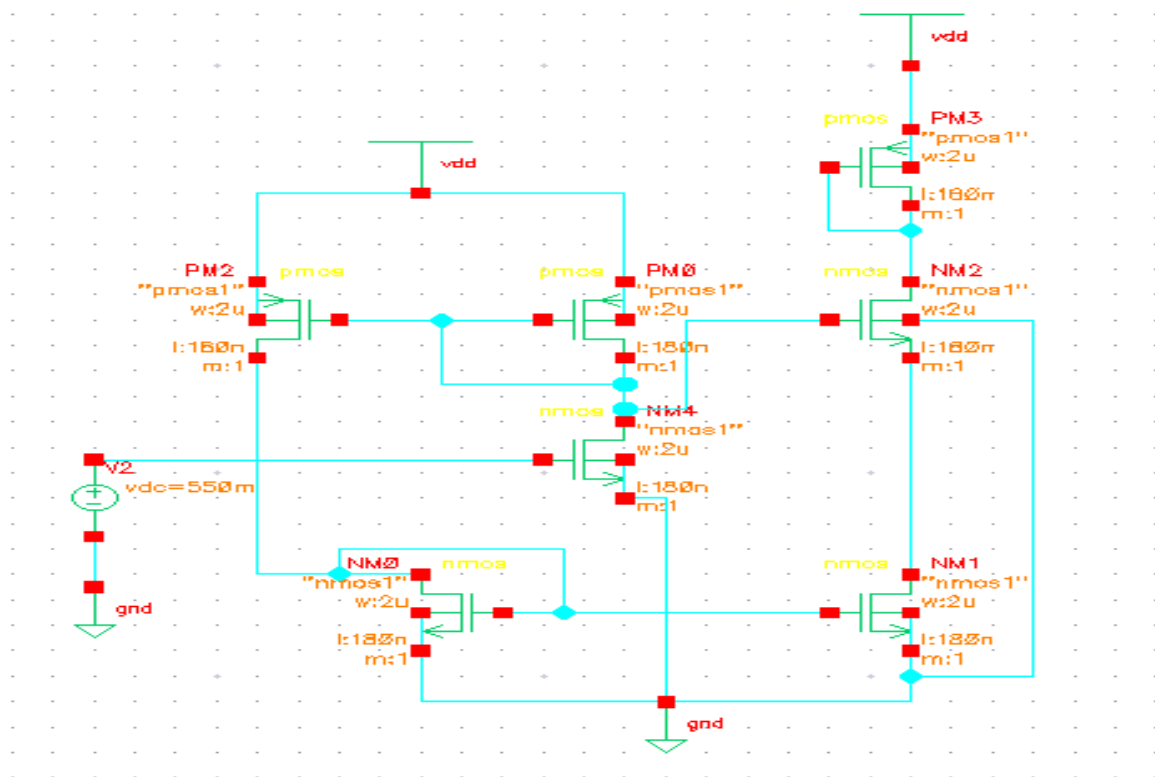 vdd
pmos PM3
"pmos1"
w:2u
l:180n
m:1
vdd
PM2 pmos
"pmos1"
w:2u
l:180n
m:1
pmos PM0
"pmos1"
w:2u
l:180n
m:1
nmos NM2
"nmos1"
w:2u
l:180n
m:1
nmos NM4
"nmos1"
w:2u
l:180n
m:1
V2
+
−
vdc=550m
gnd
NM0 nmos
"nmos1"
w:2u
l:180n
m:1
nmos NM1
"nmos1"
w:2u
l:180n
m:1
gnd